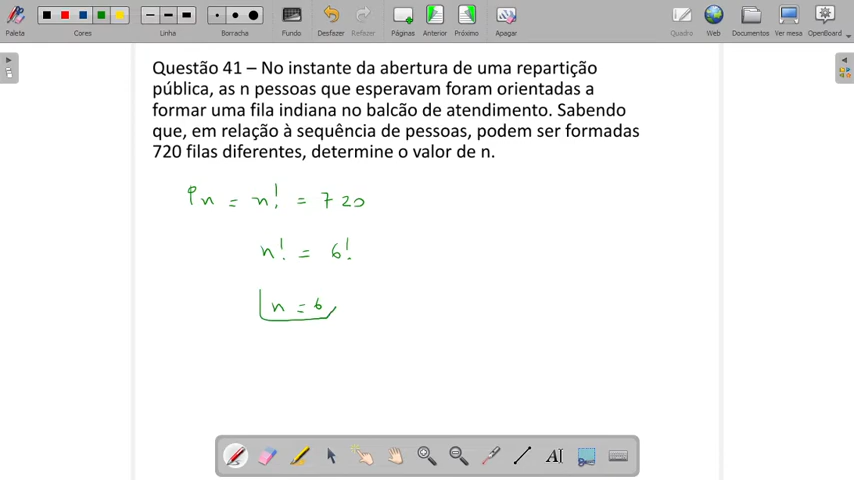 Paleta
Cores
Linha
Borracha
Fundo
Desfazer
Refazer
Páginas
Anterior
Próximo
Apagar
Quadro
Web
Documentos
Ver mesa
OpenBoard
Questão 41 – No instante da abertura de uma repartição
pública, as n pessoas que esperavam foram orientadas a
formar uma fila indiana no balcão de atendimento. Sabendo
que, em relação à sequência de pessoas, podem ser formadas
720 filas diferentes, determine o valor de n.
Pn = n! = 720
n! = 6!
n = 6